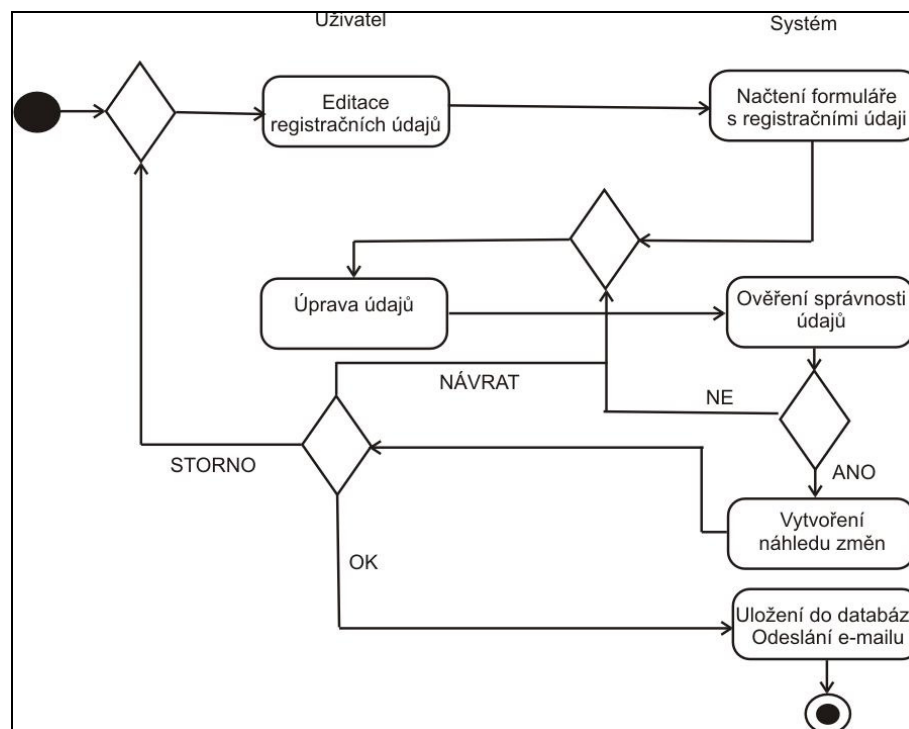 Uživatel
Systém
Editace
registračních údajů
Načtení formuláře
s registračními údaji
Úprava údajů
Ověření správnosti
údajů
NÁVRAT
NE
STORNO
ANO
Vytvoření
náhledu změn
OK
Uložení do databáz
Odeslání e-mailu